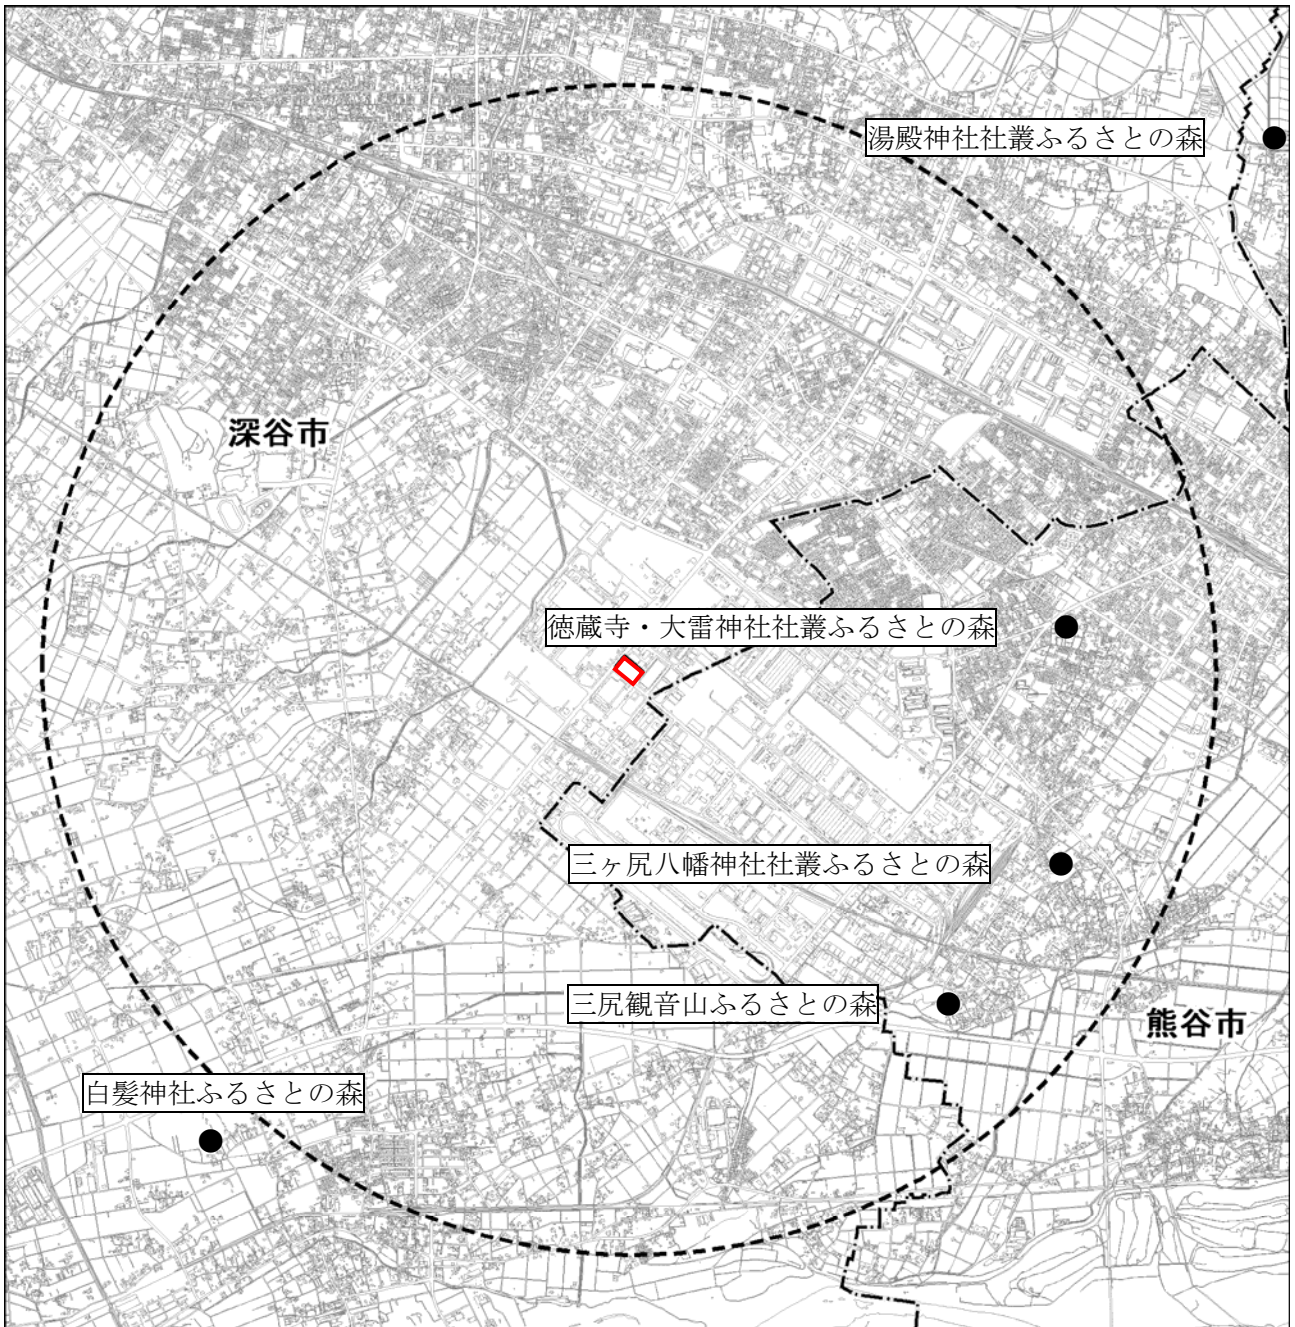 湯殿神社社叢ふるさとの森
深谷市
徳蔵寺・大雷神社社叢ふるさとの森
三ヶ尻八幡神社社叢ふるさとの森
三尻観音山ふるさとの森
熊谷市
白髪神社ふるさとの森